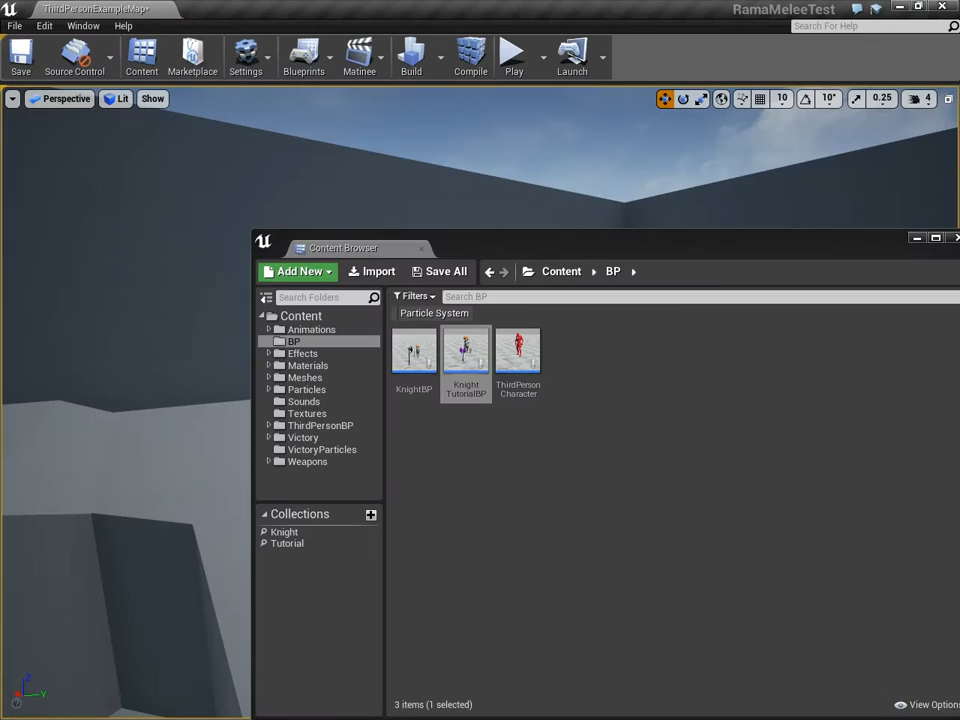 ThirdPersonExampleMap*
RamaMeleeTest
File Edit Window Help
Search For Help
Save Source Control Content Marketplace Settings Blueprints Matinee Build Compile Play Launch
Perspective Lit Show
10 10° 0.25 4
Content Browser
Add New Import Save All Content BP
Search Folders
Filters Search BP
Particle System
Content
Animations
BP
Effects
Materials
Meshes
Particles
Sounds
Textures
ThirdPersonBP
Victory
VictoryParticles
Weapons
KnightBP
Knight
TutorialBP
ThirdPerson
Character
Collections
Knight
Tutorial
3 items (1 selected)
View Options
Z
Y